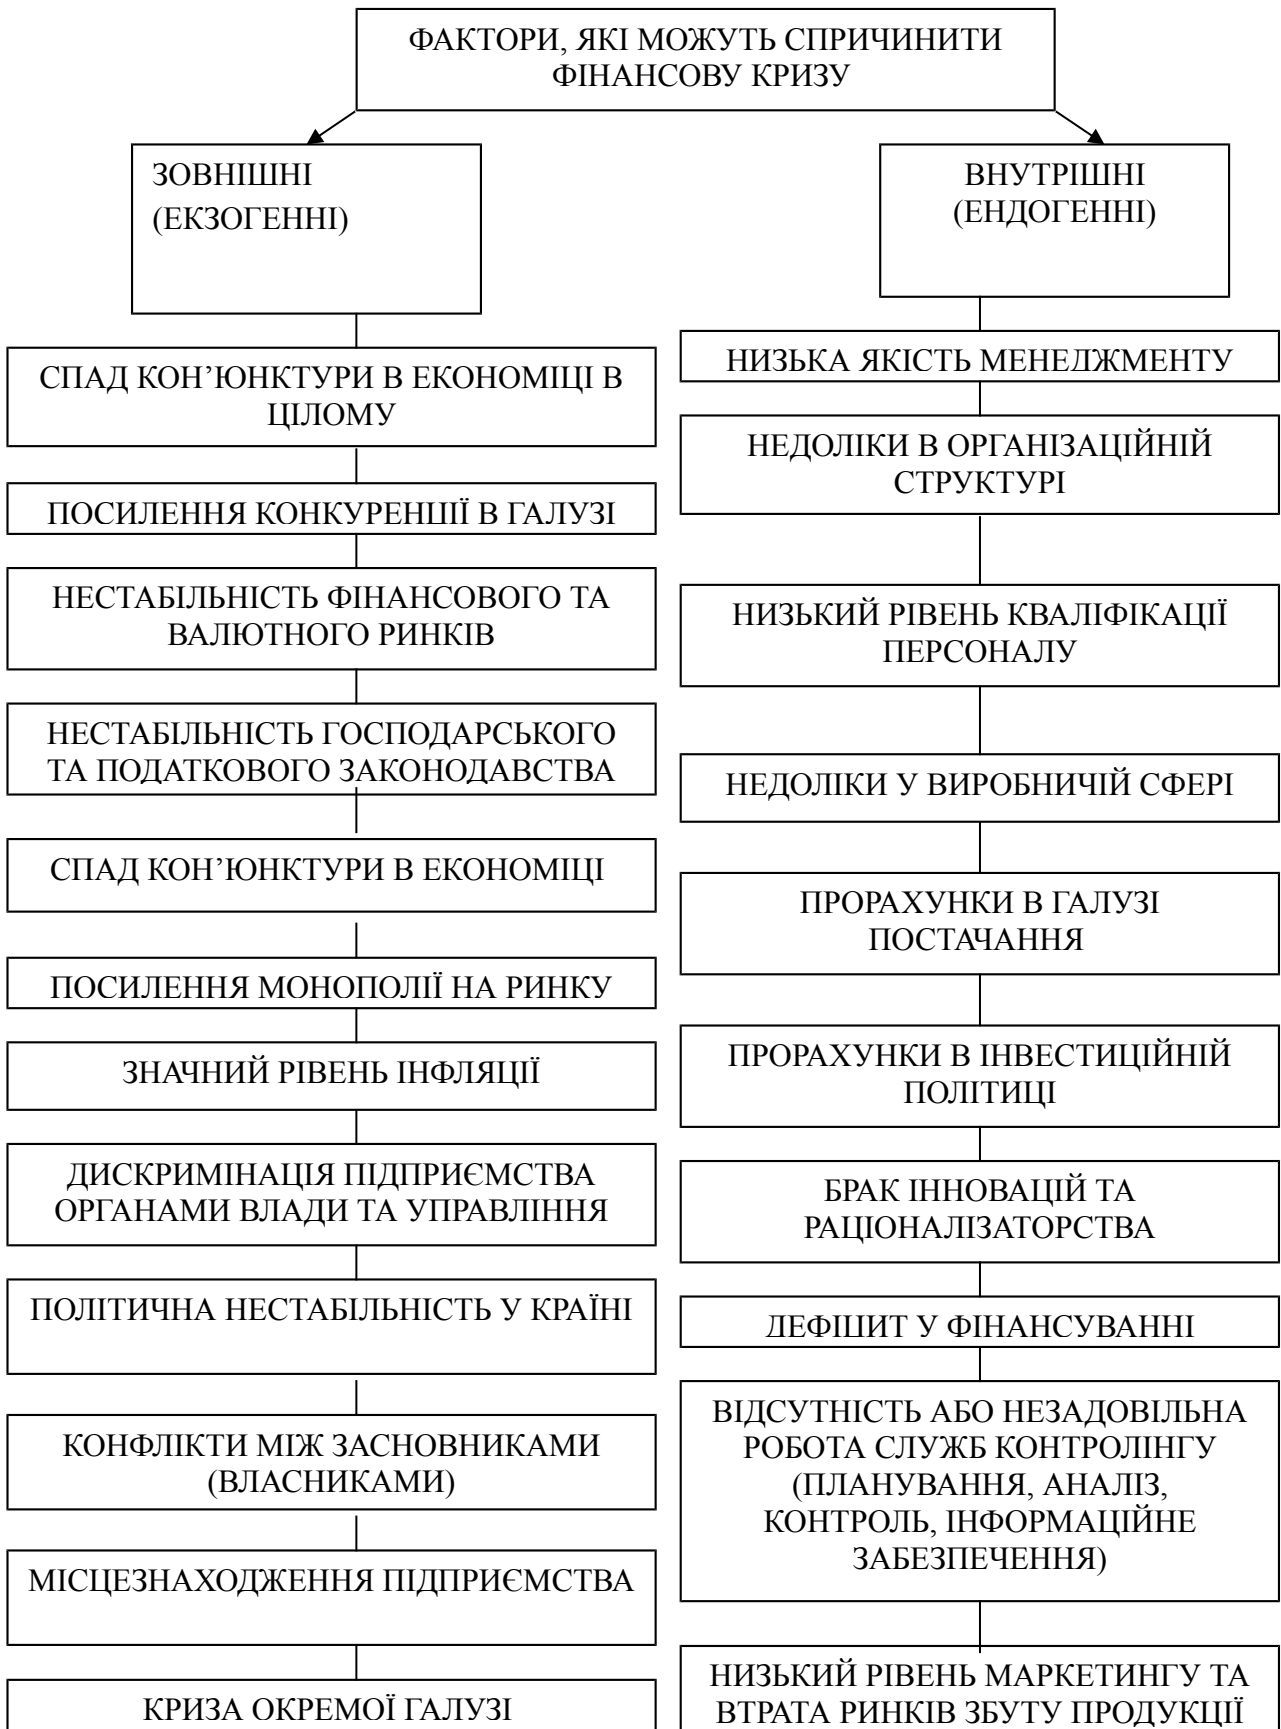 ФАКТОРИ, ЯКІ МОЖУТЬ СПРИЧИНИТИ
ФІНАНСОВУ КРИЗУ
ЗОВНІШНІ
(ЕКЗОГЕННІ)
СПАД КОН’ЮНКТУРИ В ЕКОНОМІЦІ В
ЦІЛОМУ
ПОСИЛЕННЯ КОНКУРЕНЦІЇ В ГАЛУЗІ
НЕСТАБІЛЬНІСТЬ ФІНАНСОВОГО ТА
ВАЛЮТНОГО РИНКІВ
НЕСТАБІЛЬНІСТЬ ГОСПОДАРСЬКОГО
ТА ПОДАТКОВОГО ЗАКОНОДАВСТВА
СПАД КОН’ЮНКТУРИ В ЕКОНОМІЦІ
ПОСИЛЕННЯ МОНОПОЛІЇ НА РИНКУ
ЗНАЧНИЙ РІВЕНЬ ІНФЛЯЦІЇ
ДИСКРИМІНАЦІЯ ПІДПРИЄМСТВА
ОРГАНАМИ ВЛАДИ ТА УПРАВЛІННЯ
ПОЛІТИЧНА НЕСТАБІЛЬНІСТЬ У КРАЇНІ
КОНФЛІКТИ МІЖ ЗАСНОВНИКАМИ
(ВЛАСНИКАМИ)
МІСЦЕЗНАХОДЖЕННЯ ПІДПРИЄМСТВА
КРИЗА ОКРЕМОЇ ГАЛУЗІ
ВНУТРІШНІ
(ЕНДОГЕННІ)
НИЗЬКА ЯКІСТЬ МЕНЕДЖМЕНТУ
НЕДОЛІКИ В ОРГАНІЗАЦІЙНІЙ
СТРУКТУРІ
НИЗЬКИЙ РІВЕНЬ КВАЛІФІКАЦІЇ
ПЕРСОНАЛУ
НЕДОЛІКИ У ВИРОБНИЧІЙ СФЕРІ
ПРОРАХУНКИ В ГАЛУЗІ
ПОСТАЧАННЯ
ПРОРАХУНКИ В ІНВЕСТИЦІЙНІЙ
ПОЛІТИЦІ
БРАК ІННОВАЦІЙ ТА
РАЦІОНАЛІЗАТОРСТВА
ДЕФІЦИТ У ФІНАНСУВАННІ
ВІДСУТНІСТЬ АБО НЕЗАДОВІЛЬНА
РОБОТА СЛУЖБ КОНТРОЛІНГУ
(ПЛАНУВАННЯ, АНАЛІЗ,
КОНТРОЛЬ, ІНФОРМАЦІЙНЕ
ЗАБЕЗПЕЧЕННЯ)
НИЗЬКИЙ РІВЕНЬ МАРКЕТИНГУ ТА
ВТРАТА РИНКІВ ЗБУТУ ПРОДУКЦІЇ